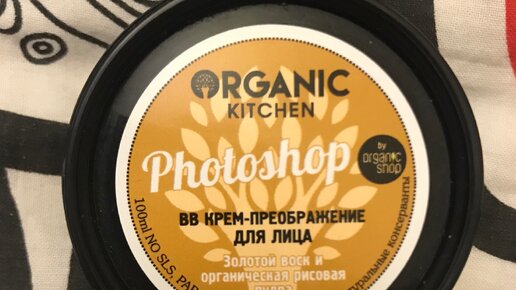 ORGANIC
KITCHEN
Photoshop
by
organic
shop
BB КРЕМ-ПРЕОБРАЖЕНИЕ
ДЛЯ ЛИЦА
Золотой воск и
органическая рисовая
пудра
100ml NO SLS,
консерванты